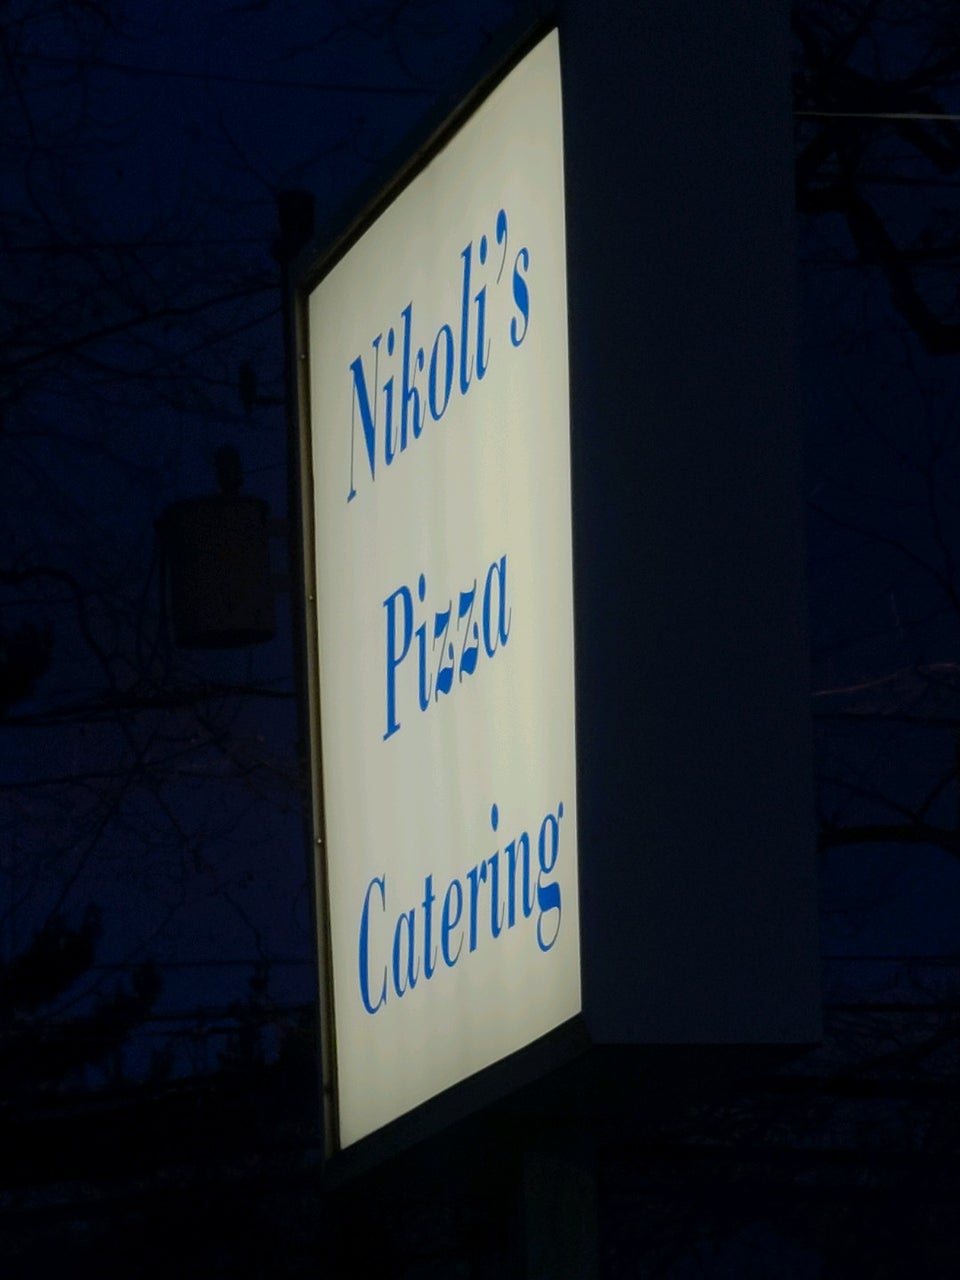 Nikoli's
Pizza
Catering